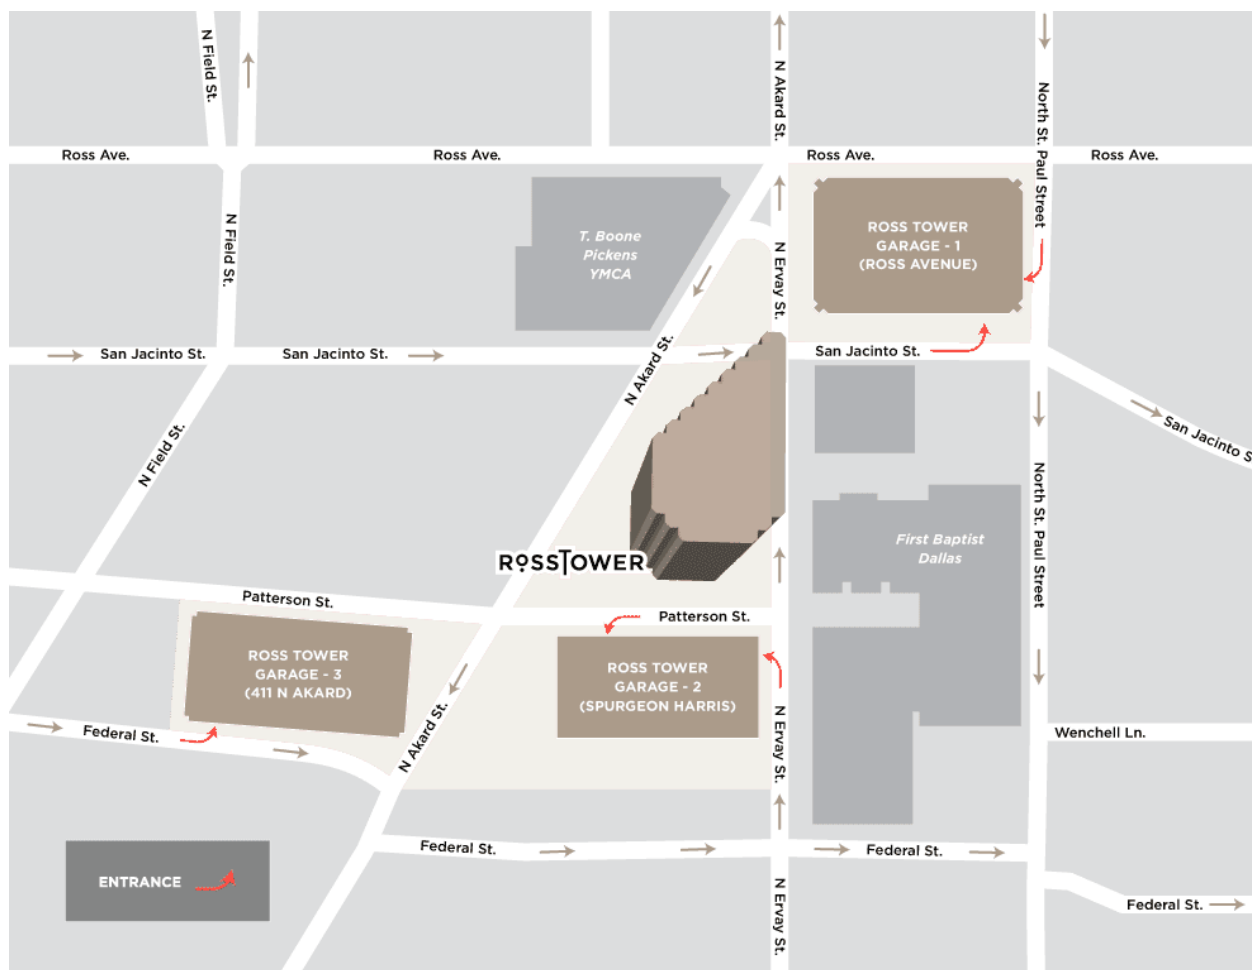 N Field St.
N Akard St.
North St. Paul Street
Ross Ave.
Ross Ave.
Ross Ave.
Ross Ave.
N Field St.
T. Boone
Pickens
YMCA
N Ervay St.
ROSS TOWER
GARAGE - 1
(ROSS AVENUE)
San Jacinto St.
San Jacinto St.
N Akard St.
San Jacinto St.
San Jacinto S
N Field St.
North St. Paul Street
First Baptist
Dallas
ROSSTOWER
Patterson St.
Patterson St.
ROSS TOWER
GARAGE - 3
(411 N AKARD)
ROSS TOWER
GARAGE - 2
(SPURGEON HARRIS)
Federal St.
N Akard St.
N Ervay St.
Wenchell Ln.
Federal St.
Federal St.
ENTRANCE
N Ervay St.
Federal St.